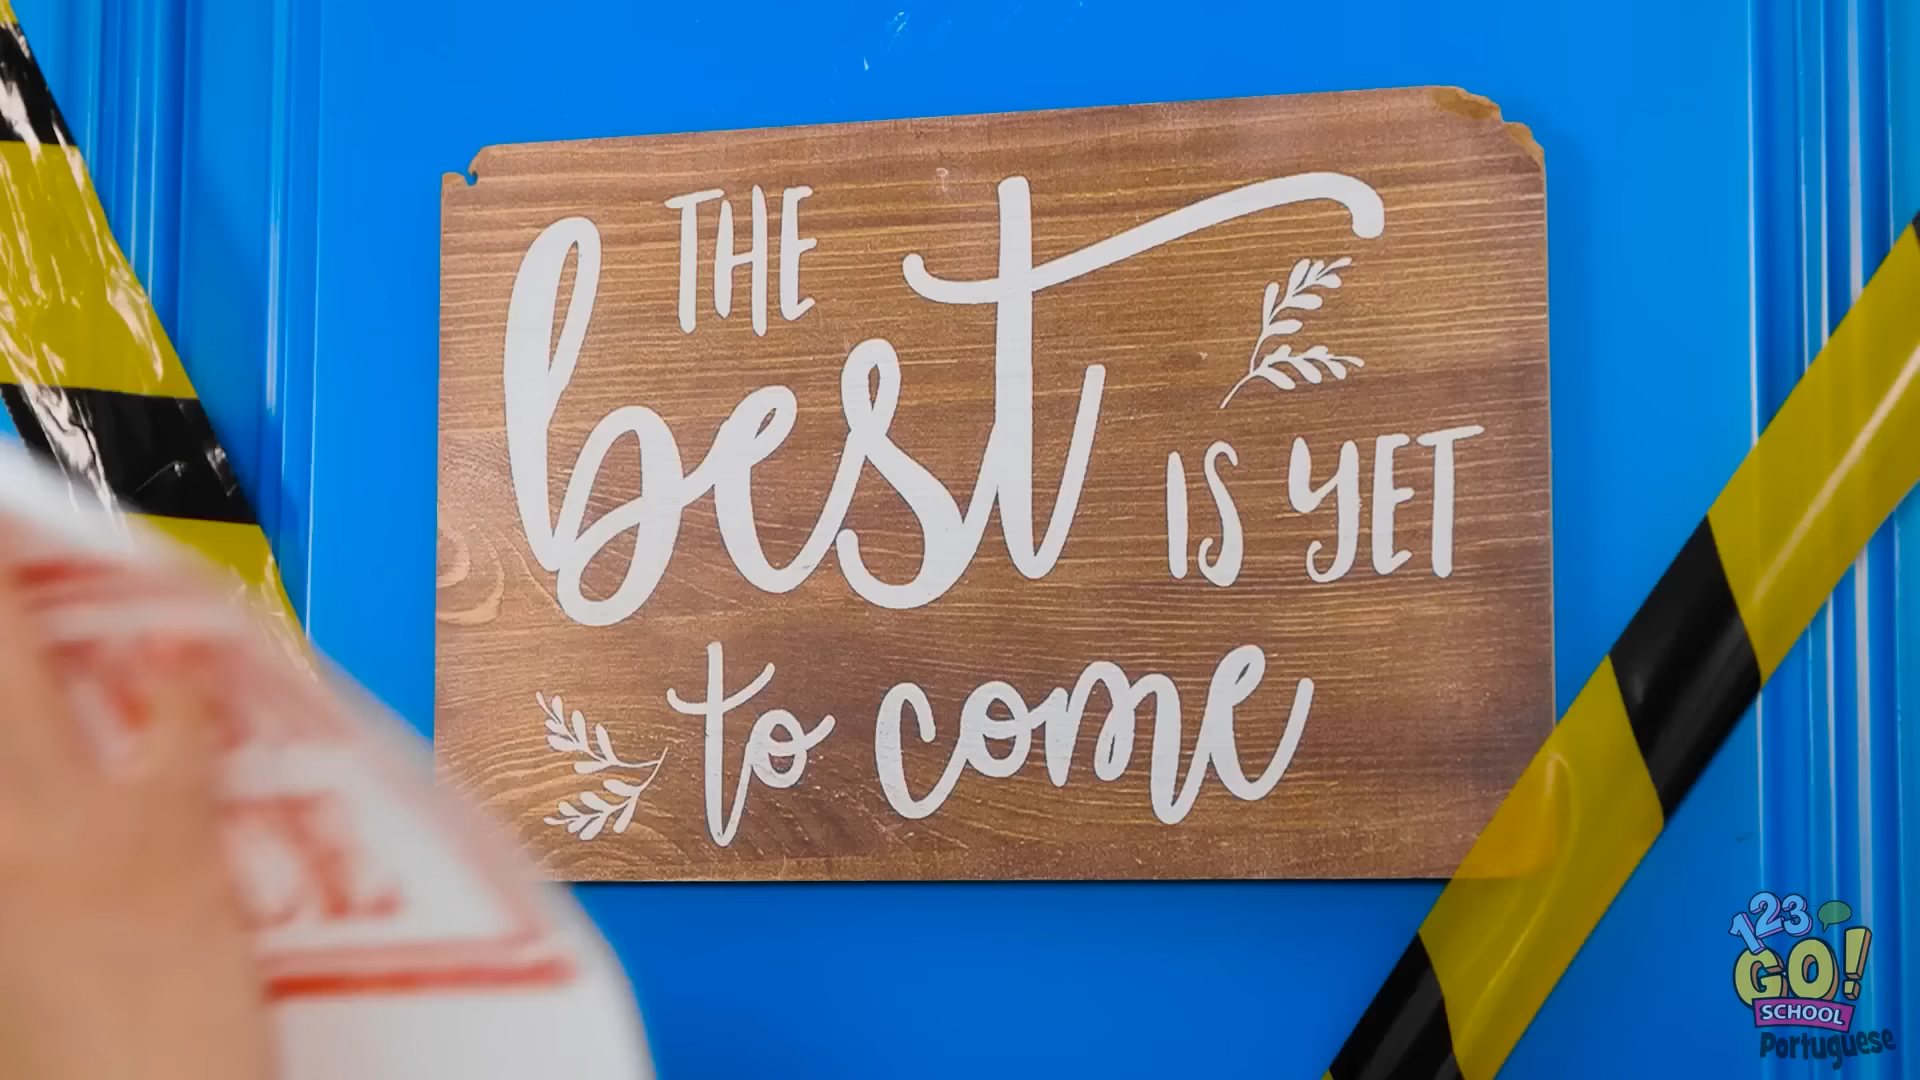 THE
best
IS YET
to come
123
GO!
SCHOOL
Portuguese